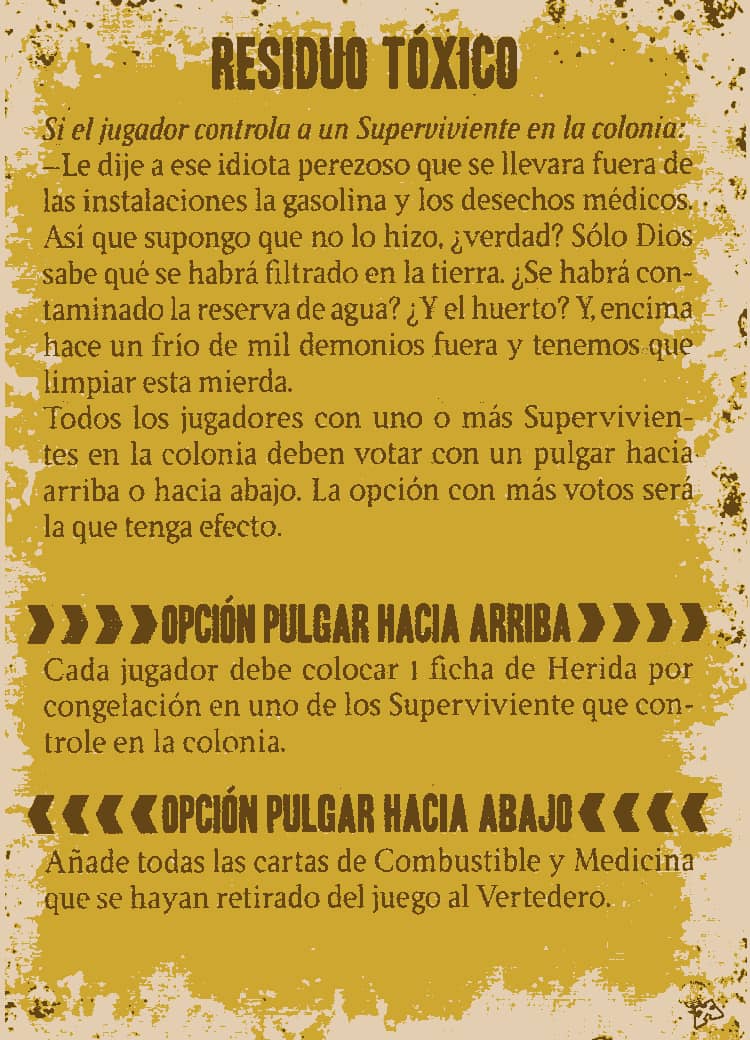 RESIDUO TÓXICO
Si el jugador controla a un Superviviente en la colonia:
–Le dije a ese idiota perezoso que se llevara fuera de
las instalaciones la gasolina y los desechos médicos.
Así que supongo que no lo hizo, ¿verdad? Sólo Dios
sabe qué se habrá filtrado en la tierra. ¿Se habrá con-
taminado la reserva de agua? ¿Y el huerto? Y, encima
hace un frío de mil demonios fuera y tenemos que
limpiar esta mierda.
Todos los jugadores con uno o más Supervivien-
tes en la colonia deben votar con un pulgar hacia
arriba o hacia abajo. La opción con más votos será
la que tenga efecto.
OPCIÓN PULGAR HACIA ARRIBA
Cada jugador debe colocar 1 ficha de Herida por
congelación en uno de los Superviviente que con-
trole en la colonia.
OPCIÓN PULGAR HACIA ABAJO
Añade todas las cartas de Combustible y Medicina
que se hayan retirado del juego al Vertedero.